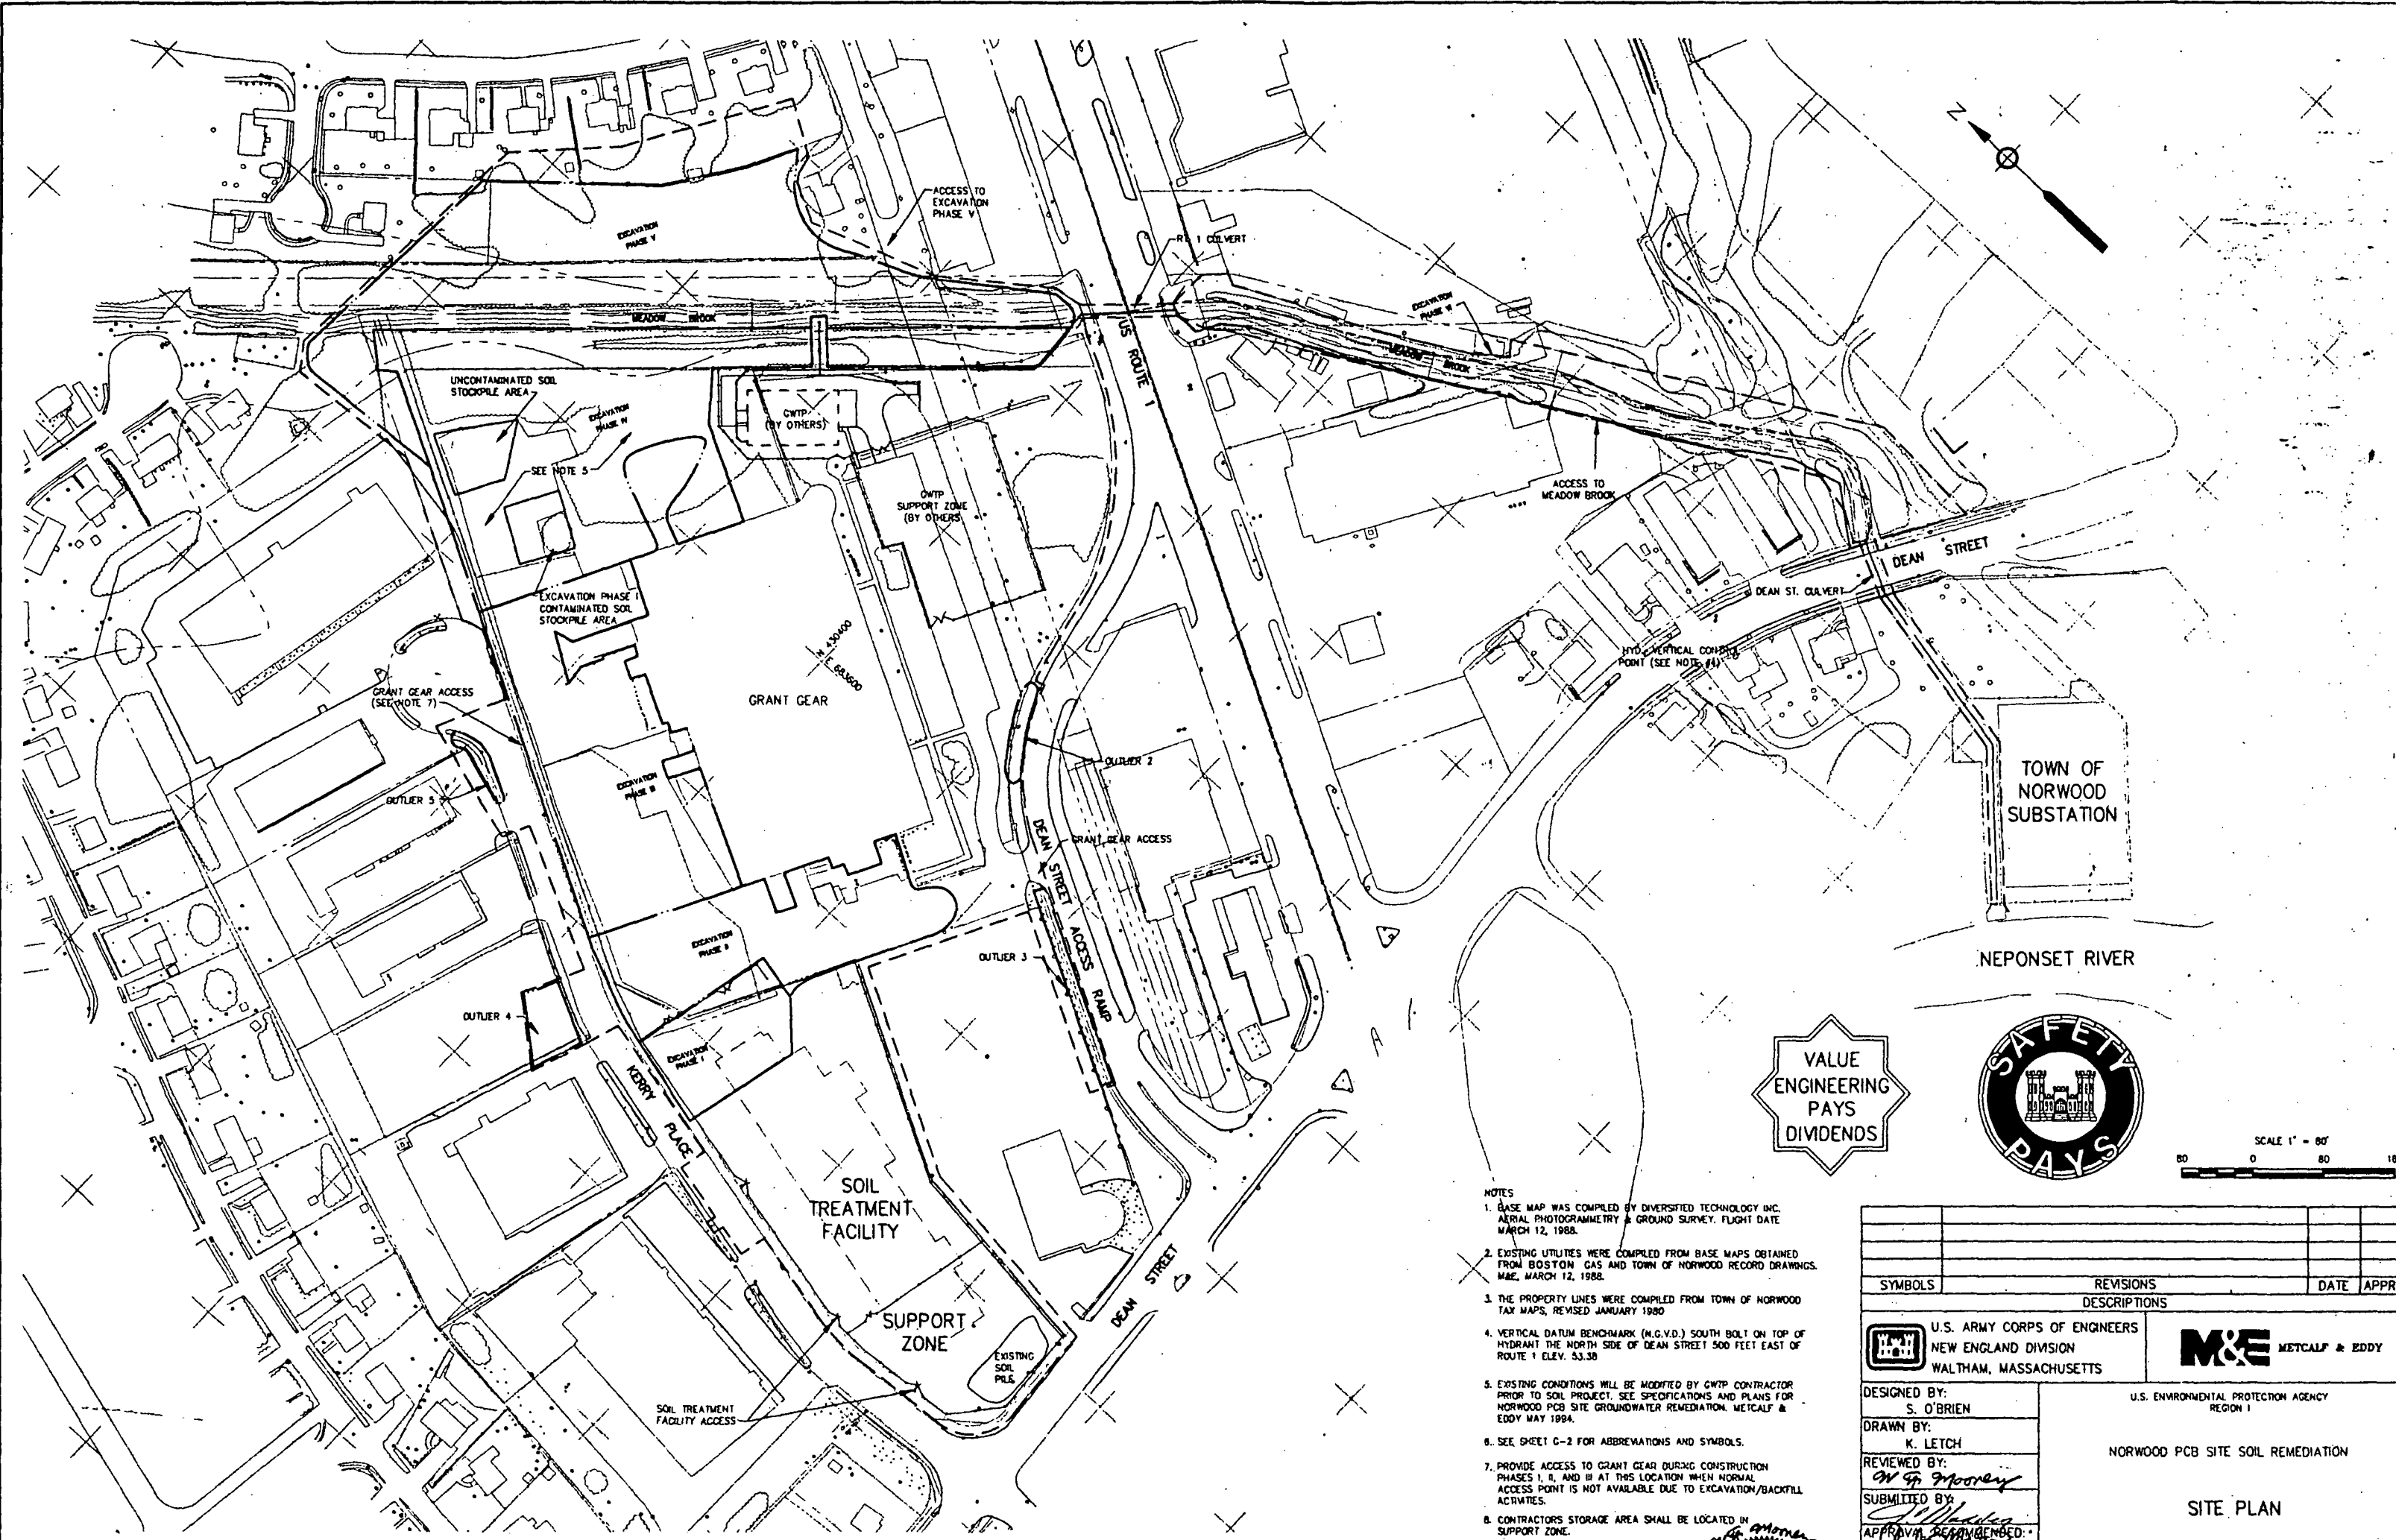 ACCESS TO
EXCAVATION
PHASE V
EXCAVATION
PHASE V
RT. 1 CULVERT
EXCAVATION
PHASE VI
MEADOW BROOK
MEADOW BROOK
US ROUTE 1
UNCONTAMINATED SOIL
STOCKPILE AREA
EXCAVATION
PHASE IV
GWTP
(BY OTHERS)
SEE NOTE 5
GWTP
SUPPORT ZONE
(BY OTHERS
ACCESS TO
MEADOW BROOK
DEAN STREET
DEAN ST. CULVERT
EXCAVATION PHASE I
CONTAMINATED SOIL
STOCKPILE AREA
N 430400
E 683600
HYD. VERTICAL CONTROL
POINT (SEE NOTE #4)
GRANT GEAR ACCESS
(SEE NOTE 7)
GRANT GEAR
OUTLIER 2
OUTLIER 5
EXCAVATION
PHASE III
TOWN OF
NORWOOD
SUBSTATION
GRANT GEAR ACCESS
DEAN STREET ACCESS RAMP
EXCAVATION
PHASE II
OUTLIER 3
NEPONSET RIVER
OUTLIER 4
EXCAVATION
PHASE I
KERRY PLACE
VALUE
ENGINEERING
PAYS
DIVIDENDS
SAFETY
PAYS
SCALE 1" = 80'
80 0 80
SOIL
TREATMENT
FACILITY
SUPPORT
ZONE
EXISTING
SOIL
PILE
DEAN STREET
SOIL TREATMENT
FACILITY ACCESS
NOTES
1. BASE MAP WAS COMPILED BY DIVERSIFIED TECHNOLOGY INC.
AERIAL PHOTOGRAMMETRY & GROUND SURVEY. FLIGHT DATE
MARCH 12, 1988.
2. EXISTING UTILITIES WERE COMPILED FROM BASE MAPS OBTAINED
FROM BOSTON GAS AND TOWN OF NORWOOD RECORD DRAWINGS.
M&E, MARCH 12, 1988.
3. THE PROPERTY LINES WERE COMPILED FROM TOWN OF NORWOOD
TAX MAPS, REVISED JANUARY 1980
4. VERTICAL DATUM BENCHMARK (N.G.V.D.) SOUTH BOLT ON TOP OF
HYDRANT THE NORTH SIDE OF DEAN STREET 500 FEET EAST OF
ROUTE 1 ELEV. 53.38
5. EXISTING CONDITIONS WILL BE MODIFIED BY GWTP CONTRACTOR
PRIOR TO SOIL PROJECT. SEE SPECIFICATIONS AND PLANS FOR
NORWOOD PCB SITE GROUNDWATER REMEDIATION. METCALF &
EDDY MAY 1994.
6. SEE SHEET G-2 FOR ABBREVIATIONS AND SYMBOLS.
7. PROVIDE ACCESS TO GRANT GEAR DURING CONSTRUCTION
PHASES I, II, AND III AT THIS LOCATION WHEN NORMAL
ACCESS POINT IS NOT AVAILABLE DUE TO EXCAVATION/BACKFILL
ACTIVITIES.
8. CONTRACTORS STORAGE AREA SHALL BE LOCATED IN
SUPPORT ZONE.
SYMBOLS REVISIONS DATE APPR
DESCRIPTIONS
U.S. ARMY CORPS OF ENGINEERS
NEW ENGLAND DIVISION
WALTHAM, MASSACHUSETTS
M&E METCALF & EDDY
DESIGNED BY:
S. O'BRIEN
DRAWN BY:
K. LETCH
REVIEWED BY:
SUBMITTED BY:
APPROVAL RECOMMENDED:
U.S. ENVIRONMENTAL PROTECTION AGENCY
REGION I
NORWOOD PCB SITE SOIL REMEDIATION
SITE PLAN